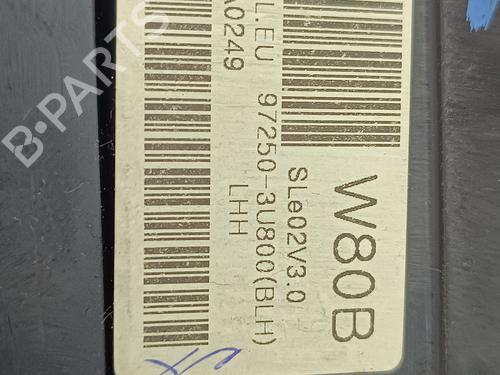 W80B
SLe02V3.0
L.EU 97250-3U800(BLH)
LHH
A0249
B-PARTS